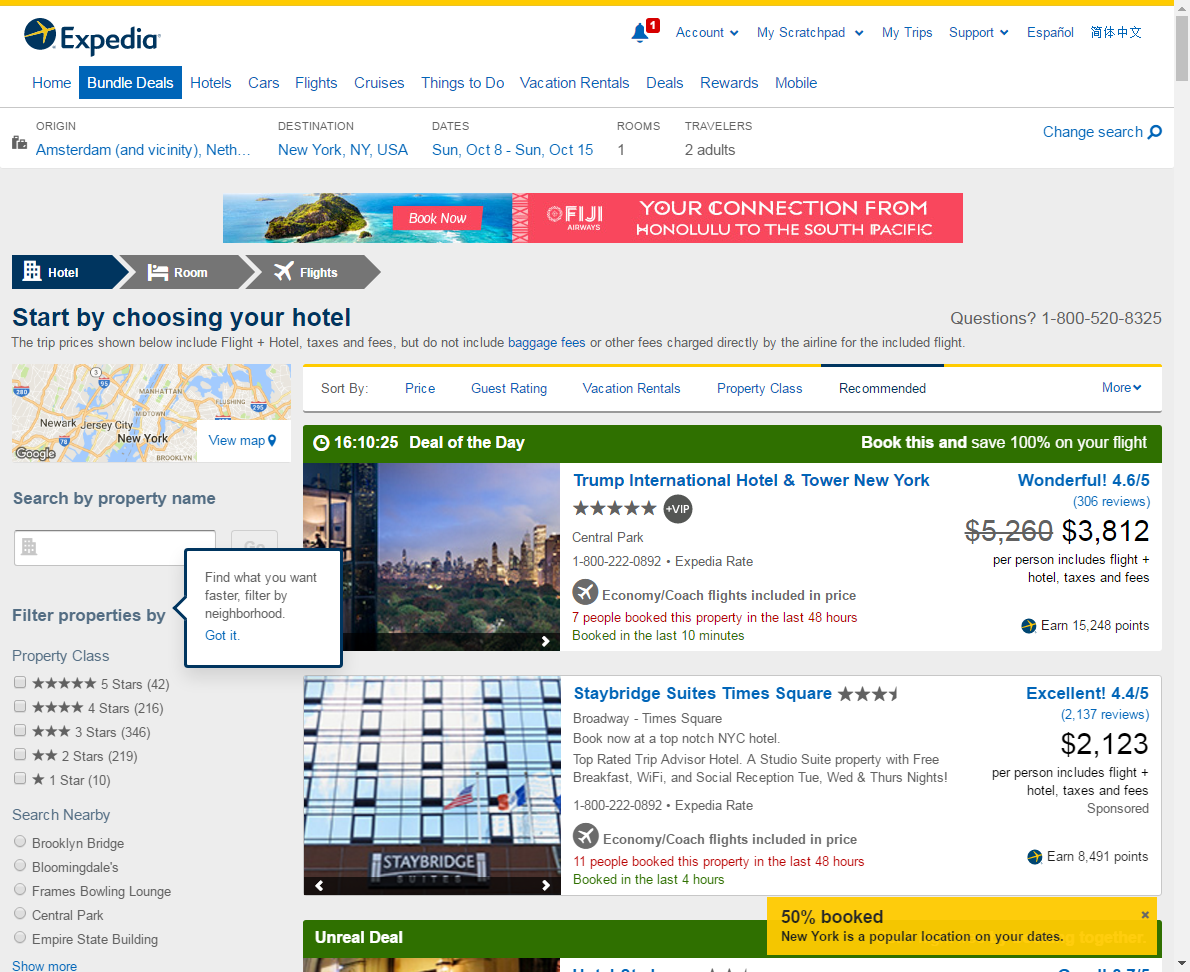 Expedia
1
Account
My Scratchpad
My Trips
Support
Español
简体中文
Home
Bundle Deals
Hotels
Cars
Flights
Cruises
Things to Do
Vacation Rentals
Deals
Rewards
Mobile
ORIGIN
Amsterdam (and vicinity), Neth…
DESTINATION
New York, NY, USA
DATES
Sun, Oct 8 - Sun, Oct 15
ROOMS
1
TRAVELERS
2 adults
Change search
Book Now
FIJI
AIRWAYS
YOUR CONNECTION FROM
HONOLULU TO THE SOUTH PACIFIC
Hotel
Room
Flights
Start by choosing your hotel
Questions? 1-800-520-8325
The trip prices shown below include Flight + Hotel, taxes and fees, but do not include baggage fees or other fees charged directly by the airline for the included flight.
3
95
280
MANHATTAN
FLUSHING
MIDTOWN
295
Newark
Jersey City
78
New York
BROOKLYN
Google
View map
Sort By:
Price
Guest Rating
Vacation Rentals
Property Class
Recommended
More
Search by property name
Go
Find what you want
faster, filter by
neighborhood.
Got it.
Filter properties by
Property Class
5 Stars (42)
4 Stars (216)
3 Stars (346)
2 Stars (219)
1 Star (10)
Search Nearby
Brooklyn Bridge
Bloomingdale's
Frames Bowling Lounge
Central Park
Empire State Building
Show more
16:10:25 Deal of the Day
Book this and save 100% on your flight
Trump International Hotel & Tower New York
+VIP
Central Park
1-800-222-0892 • Expedia Rate
Economy/Coach flights included in price
7 people booked this property in the last 48 hours
Booked in the last 10 minutes
Wonderful! 4.6/5
(306 reviews)
$5,260 $3,812
per person includes flight +
hotel, taxes and fees
Earn 15,248 points
STAYBRIDGE
SUITES
Staybridge Suites Times Square
Broadway - Times Square
Book now at a top notch NYC hotel.
Top Rated Trip Advisor Hotel. A Studio Suite property with Free
Breakfast, WiFi, and Social Reception Tue, Wed & Thurs Nights!
1-800-222-0892 • Expedia Rate
Economy/Coach flights included in price
11 people booked this property in the last 48 hours
Booked in the last 4 hours
Excellent! 4.4/5
(2,137 reviews)
$2,123
per person includes flight +
hotel, taxes and fees
Sponsored
Earn 8,491 points
Unreal Deal
together.
50% booked
New York is a popular location on your dates.
×